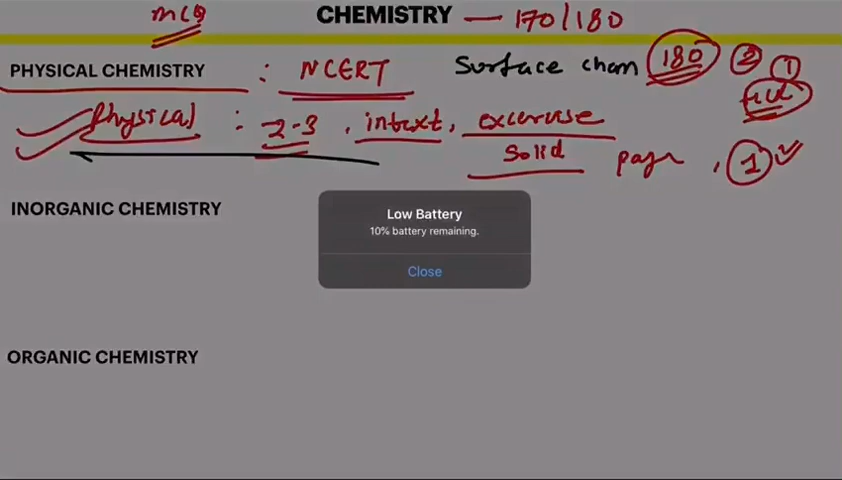 mCQ
CHEMISTRY — 170/180
PHYSICAL CHEMISTRY : NCERT Surface chem 180 2 1
Physical : 2-3, intext, excercise
Solid page, 1
INORGANIC CHEMISTRY
Low Battery
10% battery remaining.
Close
ORGANIC CHEMISTRY